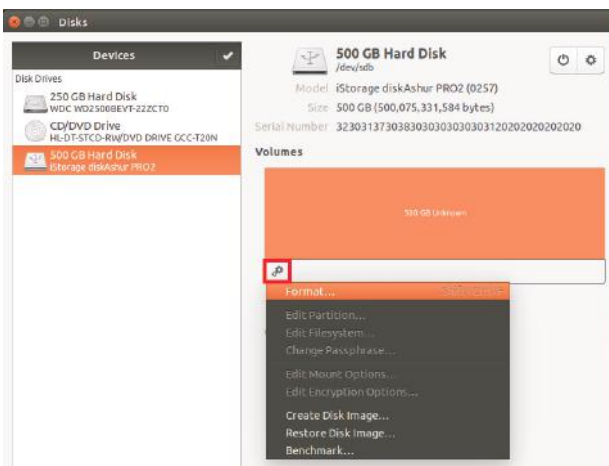 Disks
Devices
Disk Drives
250 GB Hard Disk
WDC WD2500BEVT-22ZCT0
CD/DVD Drive
HL-DT-STCD-RW/DVD DRIVE GCC-T20N
500 GB Hard Disk
iStorage diskAshur PRO2
500 GB Hard Disk
/dev/sdb
Model iStorage diskAshur PRO2 (0257)
Size 500 GB (500,075,331,584 bytes)
Serial Number
Volumes
500 GB Unknown
Format...
Edit Partition...
Edit Filesystem...
Change Passphrase...
Edit Mount Options...
Edit Encryption Options...
Create Disk Image...
Restore Disk Image...
Benchmark...